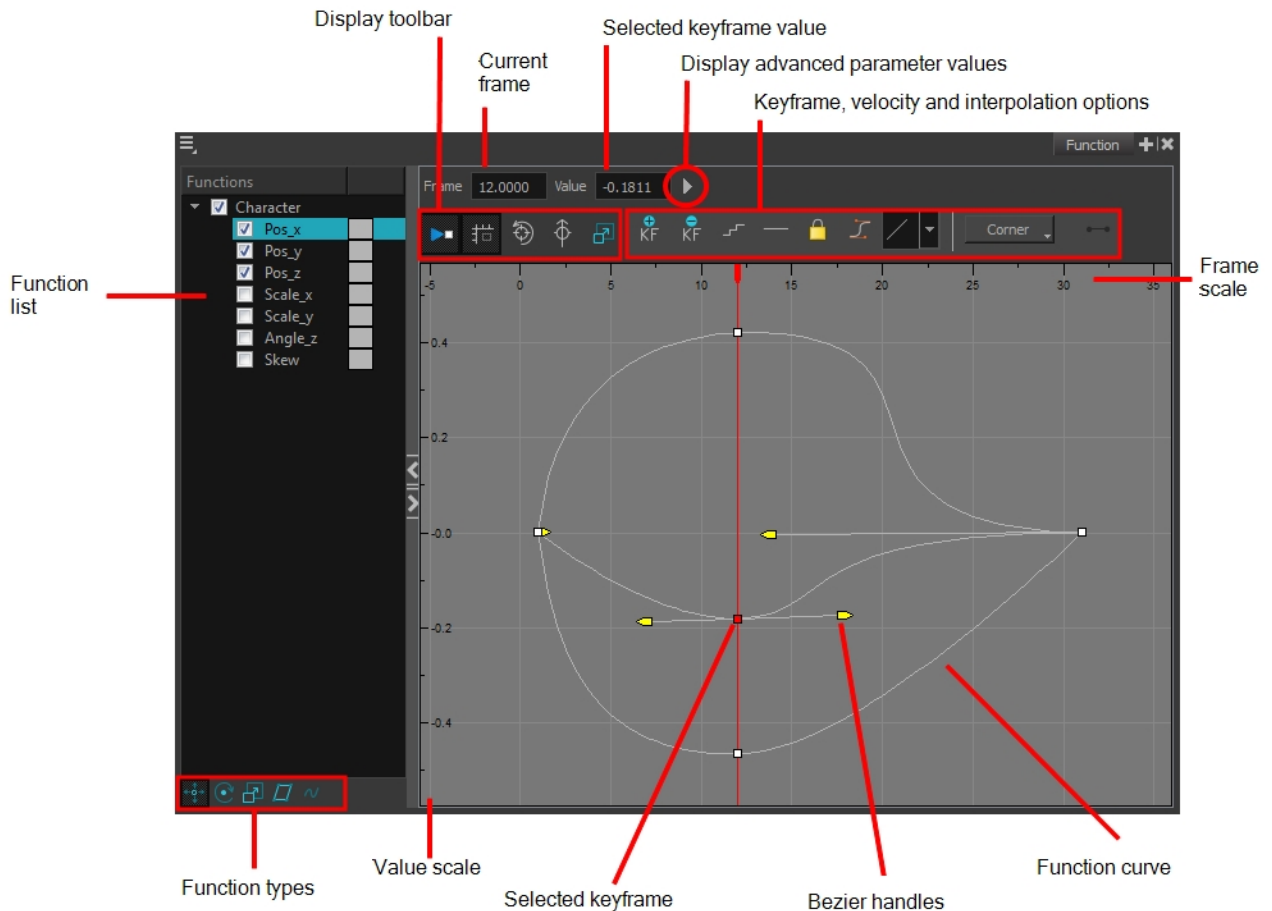 Display toolbar
Selected keyframe value
Current
frame
Display advanced parameter values
Keyframe, velocity and interpolation options
Function
Functions
Frame 12.0000 Value -0.1811
Character
Pos_x
Pos_y
Pos_z
Scale_x
Scale_y
Angle_z
Skew
KF KF Corner
-5 0 5 10 15 20 25 30 35
0.4
0.2
-0.0
-0.2
-0.4
Function
list
Frame
scale
Function types
Value scale
Selected keyframe
Bezier handles
Function curve